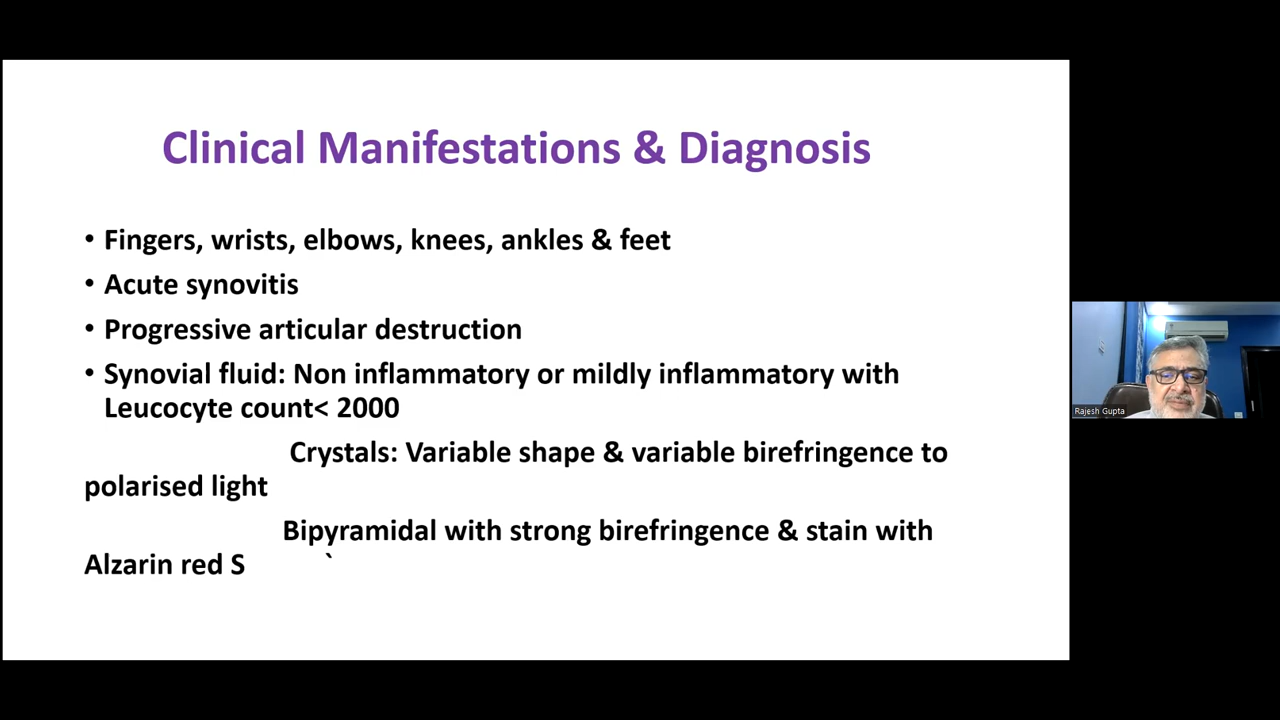 Clinical Manifestations & Diagnosis
• Fingers, wrists, elbows, knees, ankles & feet
• Acute synovitis
• Progressive articular destruction
• Synovial fluid: Non inflammatory or mildly inflammatory with
Leucocyte count< 2000
Crystals: Variable shape & variable birefringence to
polarised light
Bipyramidal with strong birefringence & stain with
Alzarin red S `
Rajesh Gupta